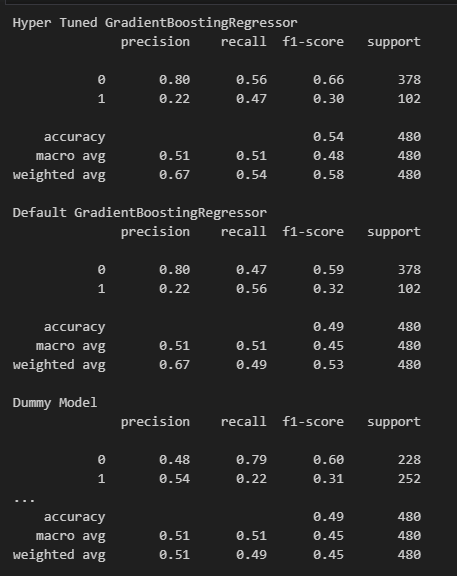 Hyper Tuned GradientBoostingRegressor
precision recall f1-score support
0 0.80 0.56 0.66 378
1 0.22 0.47 0.30 102
accuracy 0.54 480
macro avg 0.51 0.51 0.48 480
weighted avg 0.67 0.54 0.58 480
Default GradientBoostingRegressor
precision recall f1-score support
0 0.80 0.47 0.59 378
1 0.22 0.56 0.32 102
accuracy 0.49 480
macro avg 0.51 0.51 0.45 480
weighted avg 0.67 0.49 0.53 480
Dummy Model
precision recall f1-score support
0 0.48 0.79 0.60 228
1 0.54 0.22 0.31 252
...
accuracy 0.49 480
macro avg 0.51 0.51 0.45 480
weighted avg 0.51 0.49 0.45 480